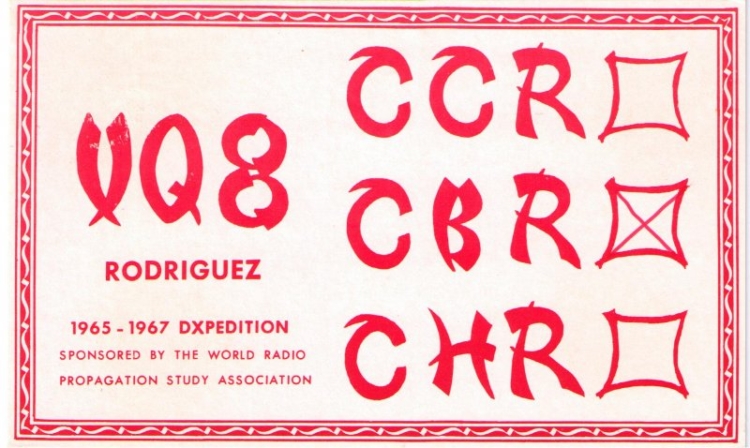 VQ8
RODRIGUEZ
1965-1967 DXPEDITION
SPONSORED BY THE WORLD RADIO
PROPAGATION STUDY ASSOCIATION
CCR
CBR
CHR